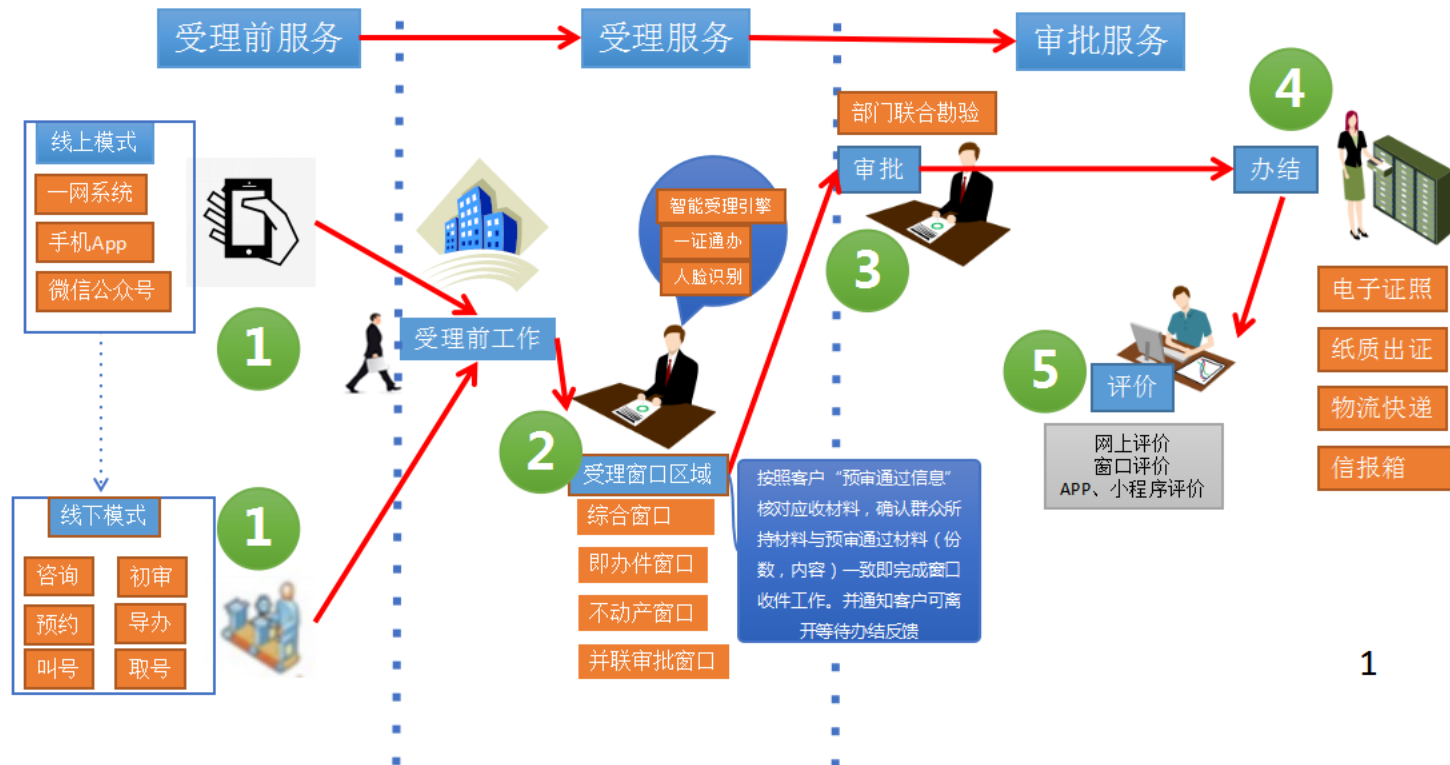 受理前服务
受理服务
审批服务
线上模式
一网系统
手机App
微信公众号
1
线下模式
咨询
初审
预约
导办
叫号
取号
1
受理前工作
智能受理引擎
一证通办
人脸识别
2
受理窗口区域
综合窗口
即办件窗口
不动产窗口
并联审批窗口
按照客户“预审通过信息”
核对应收材料，确认群众所
持材料与预审通过材料（份
数，内容）一致即完成窗口
收件工作。并通知客户可离
开等待办结反馈
部门联合勘验
审批
3
4
办结
电子证照
纸质出证
物流快递
信报箱
5
评价
网上评价
窗口评价
APP、小程序评价
1